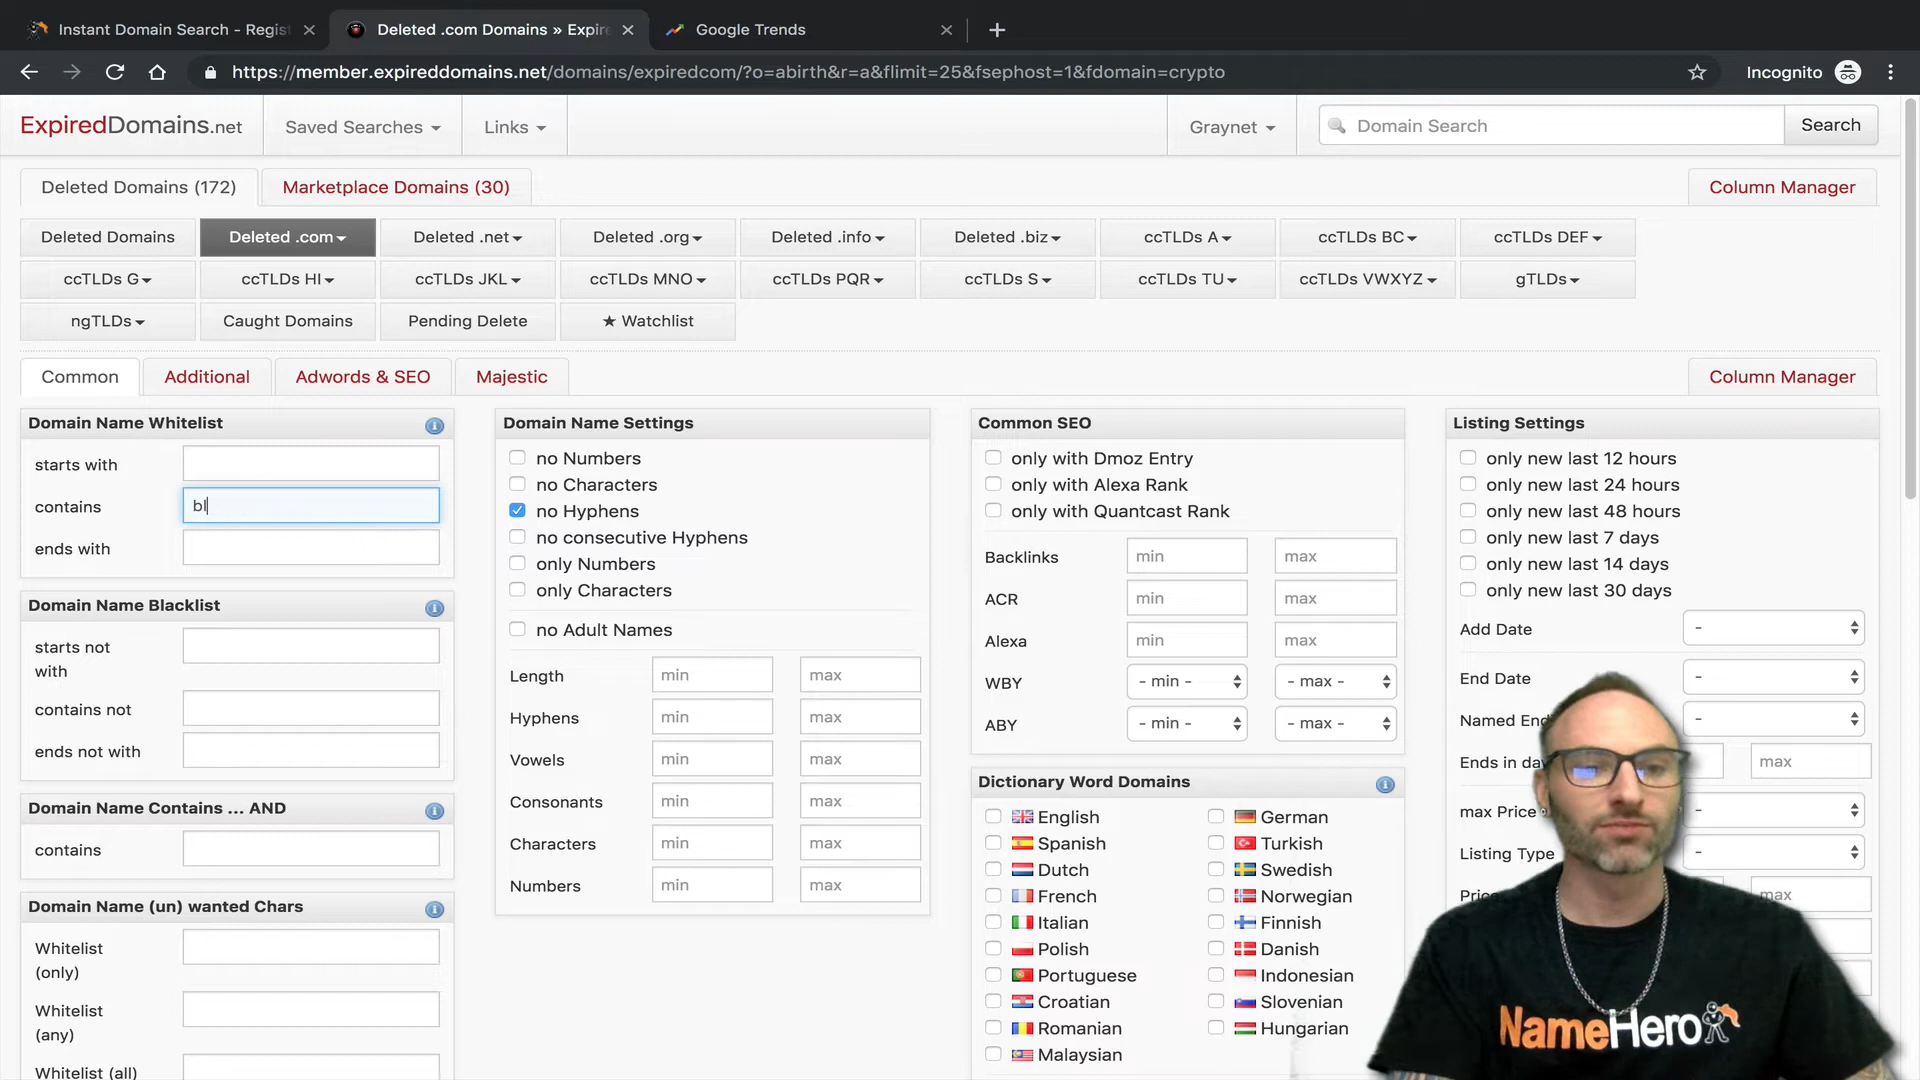 Instant Domain Search - Regist
Deleted .com Domains » Expire
Google Trends
https://member.expireddomains.net/domains/expiredcom/?o=abirth&r=a&flimit=25&fsephost=1&fdomain=crypto
Incognito
ExpiredDomains.net
Saved Searches
Links
Graynet
Domain Search
Search
Deleted Domains (172)
Marketplace Domains (30)
Column Manager
Deleted Domains
Deleted .com
Deleted .net
Deleted .org
Deleted .info
Deleted .biz
ccTLDs A
ccTLDs BC
ccTLDs DEF
ccTLDs G
ccTLDs HI
ccTLDs JKL
ccTLDs MNO
ccTLDs PQR
ccTLDs S
ccTLDs TU
ccTLDs VWXYZ
gTLDs
ngTLDs
Caught Domains
Pending Delete
★ Watchlist
Common
Additional
Adwords & SEO
Majestic
Column Manager
Domain Name Whitelist
starts with
contains
bl
ends with
Domain Name Blacklist
starts not
with
contains not
ends not with
Domain Name Contains ... AND
contains
Domain Name (un) wanted Chars
Whitelist
(only)
Whitelist
(any)
Whitelist (all)
Domain Name Settings
no Numbers
no Characters
no Hyphens
no consecutive Hyphens
only Numbers
only Characters
no Adult Names
Length min max
Hyphens min max
Vowels min max
Consonants min max
Characters min max
Numbers min max
Common SEO
only with Dmoz Entry
only with Alexa Rank
only with Quantcast Rank
Backlinks min max
ACR min max
Alexa min max
WBY - min - - max -
ABY - min - - max -
Dictionary Word Domains
English German
Spanish Turkish
Dutch Swedish
French Norwegian
Italian Finnish
Polish Danish
Portuguese Indonesian
Croatian Slovenian
Romanian Hungarian
Malaysian
Listing Settings
only new last 12 hours
only new last 24 hours
only new last 48 hours
only new last 7 days
only new last 14 days
only new last 30 days
Add Date -
End Date -
Named End -
Ends in day max
max Price -
Listing Type -
max
NameHero